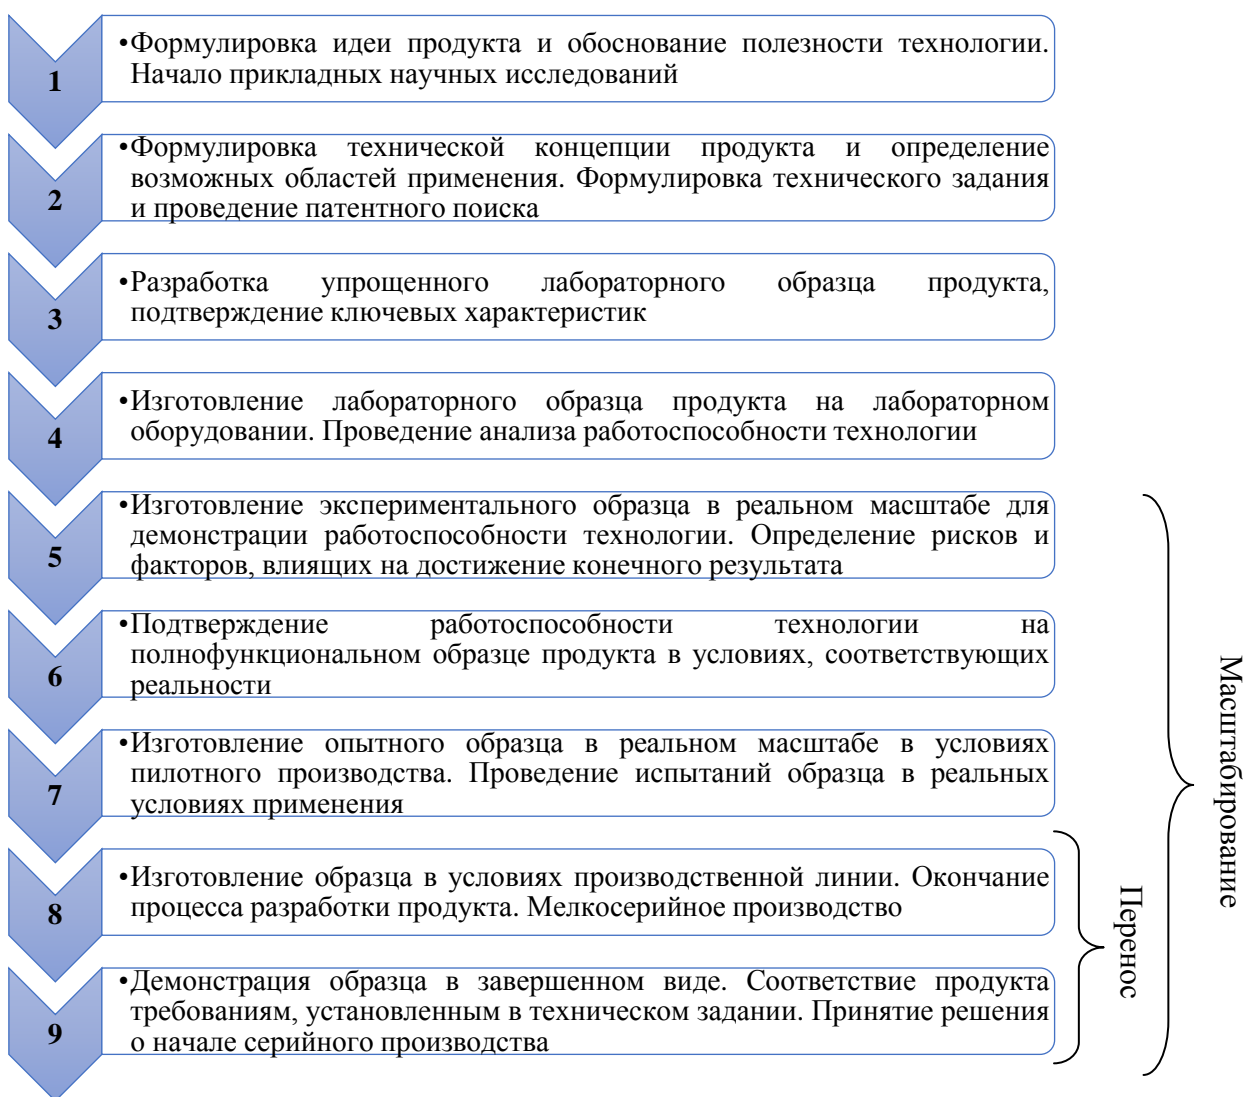 1
•Формулировка идеи продукта и обоснование полезности технологии.
Начало прикладных научных исследований
2
•Формулировка технической концепции продукта и определение
возможных областей применения. Формулировка технического задания
и проведение патентного поиска
3
•Разработка упрощенного лабораторного образца продукта,
подтверждение ключевых характеристик
4
•Изготовление лабораторного образца продукта на лабораторном
оборудовании. Проведение анализа работоспособности технологии
5
•Изготовление экспериментального образца в реальном масштабе для
демонстрации работоспособности технологии. Определение рисков и
факторов, влиящих на достижение конечного результата
6
•Подтверждение работоспособности технологии на
полнофункциональном образце продукта в условиях, соответствующих
реальности
7
•Изготовление опытного образца в реальном масштабе в условиях
пилотного производства. Проведение испытаний образца в реальных
условиях применения
8
•Изготовление образца в условиях производственной линии. Окончание
процесса разработки продукта. Мелкосерийное производство
9
•Демонстрация образца в завершенном виде. Соответствие продукта
требованиям, установленным в техническом задании. Принятие решения
о начале серийного производства
Перенос
Масштабирование